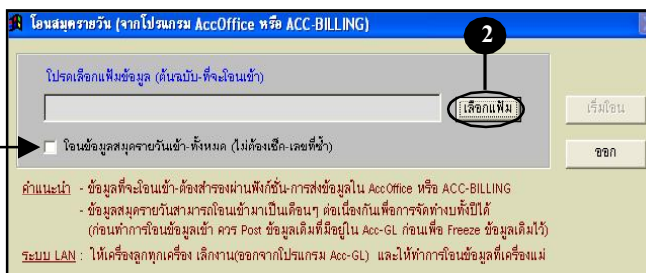 โอนสมุดรายวัน (จากโปรแกรม AccOffice หรือ ACC-BILLING)
2
โปรดเลือกแฟ้มข้อมูล (ต้นฉบับ-ที่จะโอนเข้า)
เลือกแฟ้ม
เริ่มโอน
โอนข้อมูลสมุดรายวันเข้า-ทั้งหมด (ไม่ต้องเช็ค-เลขที่ซ้ำ)
ออก
คำแนะนำ - ข้อมูลที่จะโอนเข้า-ต้องสำรองผ่านฟังก์ชั่น-การส่งข้อมูลใน AccOffice หรือ ACC-BILLING
- ข้อมูลสมุดรายวันสามารถโอนเข้ามาเป็นเดือนๆ ต่อเนื่องกันเพื่อการจัดทำงบทั้งปีได้
(ก่อนทำการโอนข้อมูลเข้า ควร Post ข้อมูลเดิมที่มีอยู่ใน Acc-GL ก่อนเพื่อ Freeze ข้อมูลเดิมไว้)
ระบบ LAN : ให้เครื่องลูกทุกเครื่อง เลิกงาน(ออกจากโปรแกรม Acc-GL) และให้ทำการโอนข้อมูลที่เครื่องแม่